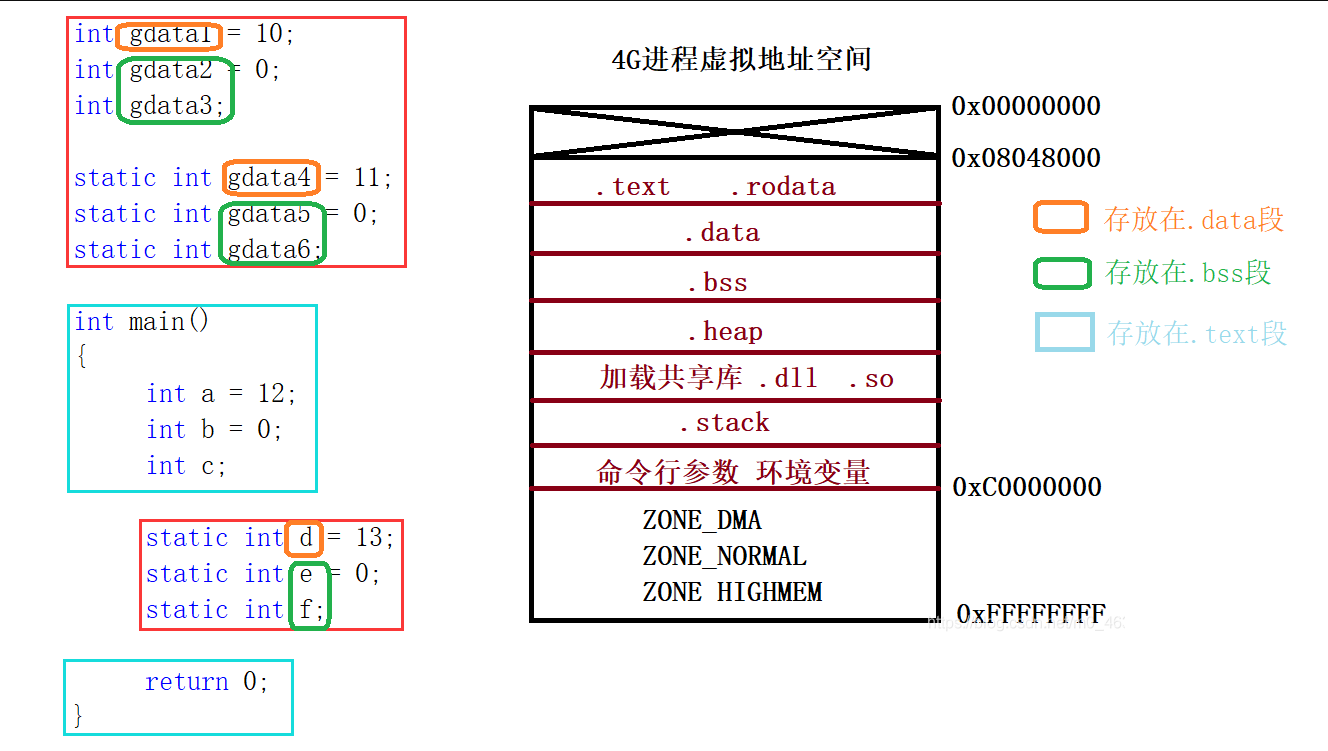 int gdata1 = 10;
int gdata2 = 0;
int gdata3;
static int gdata4 = 11;
static int gdata5 = 0;
static int gdata6;
int main()
{
int a = 12;
int b = 0;
int c;
static int d = 13;
static int e = 0;
static int f;
return 0;
}
4G进程虚拟地址空间
0x00000000
0x08048000
.text .rodata
.data
.bss
.heap
加载共享库 .dll .so
.stack
命令行参数 环境变量
0xC0000000
ZONE_DMA
ZONE_NORMAL
ZONE HIGHMEM
0xFFFFFFFF
存放在.data段
存放在.bss段
存放在.text段